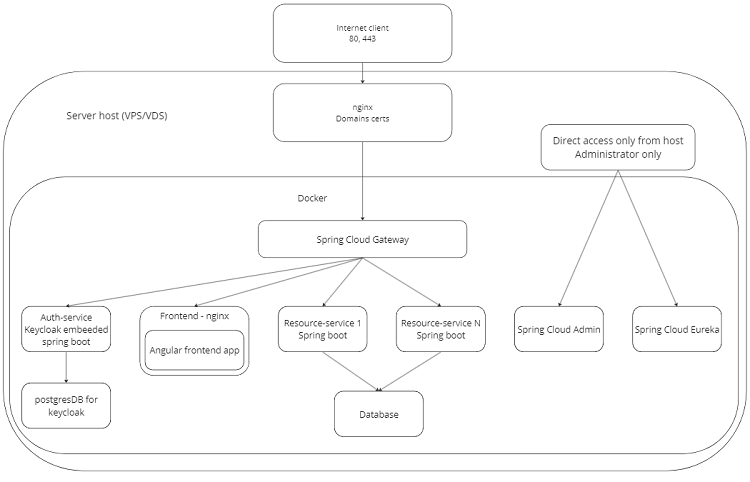 Internet client
80, 443
Server host (VPS/VDS)
nginx
Domains certs
Direct access only from host
Administrator only
Docker
Spring Cloud Gateway
Auth-service
Keycloak embeeded
spring boot
Frontend - nginx
Angular frontend app
Resource-service 1
Spring boot
Resource-service N
Spring boot
Spring Cloud Admin
Spring Cloud Eureka
postgresDB for
keycloak
Database